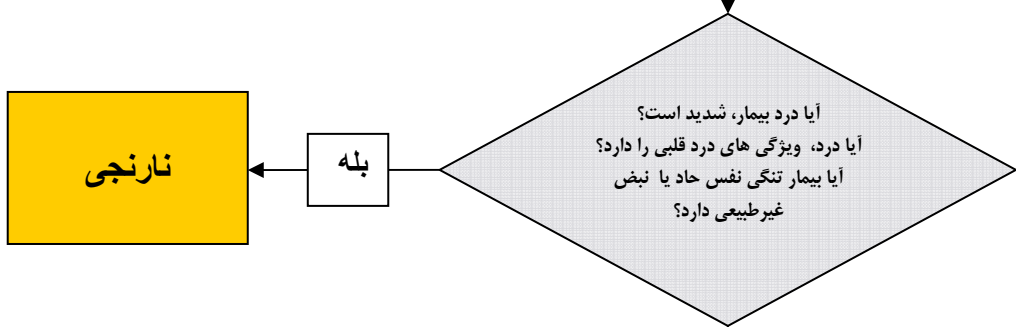 آیا درد بیمار، شدید است؟
آیا درد، ویژگی های درد قلبی را دارد؟
آیا بیمار تنگی نفس حاد یا نبض
غیرطبیعی دارد؟
بله
نارنجی